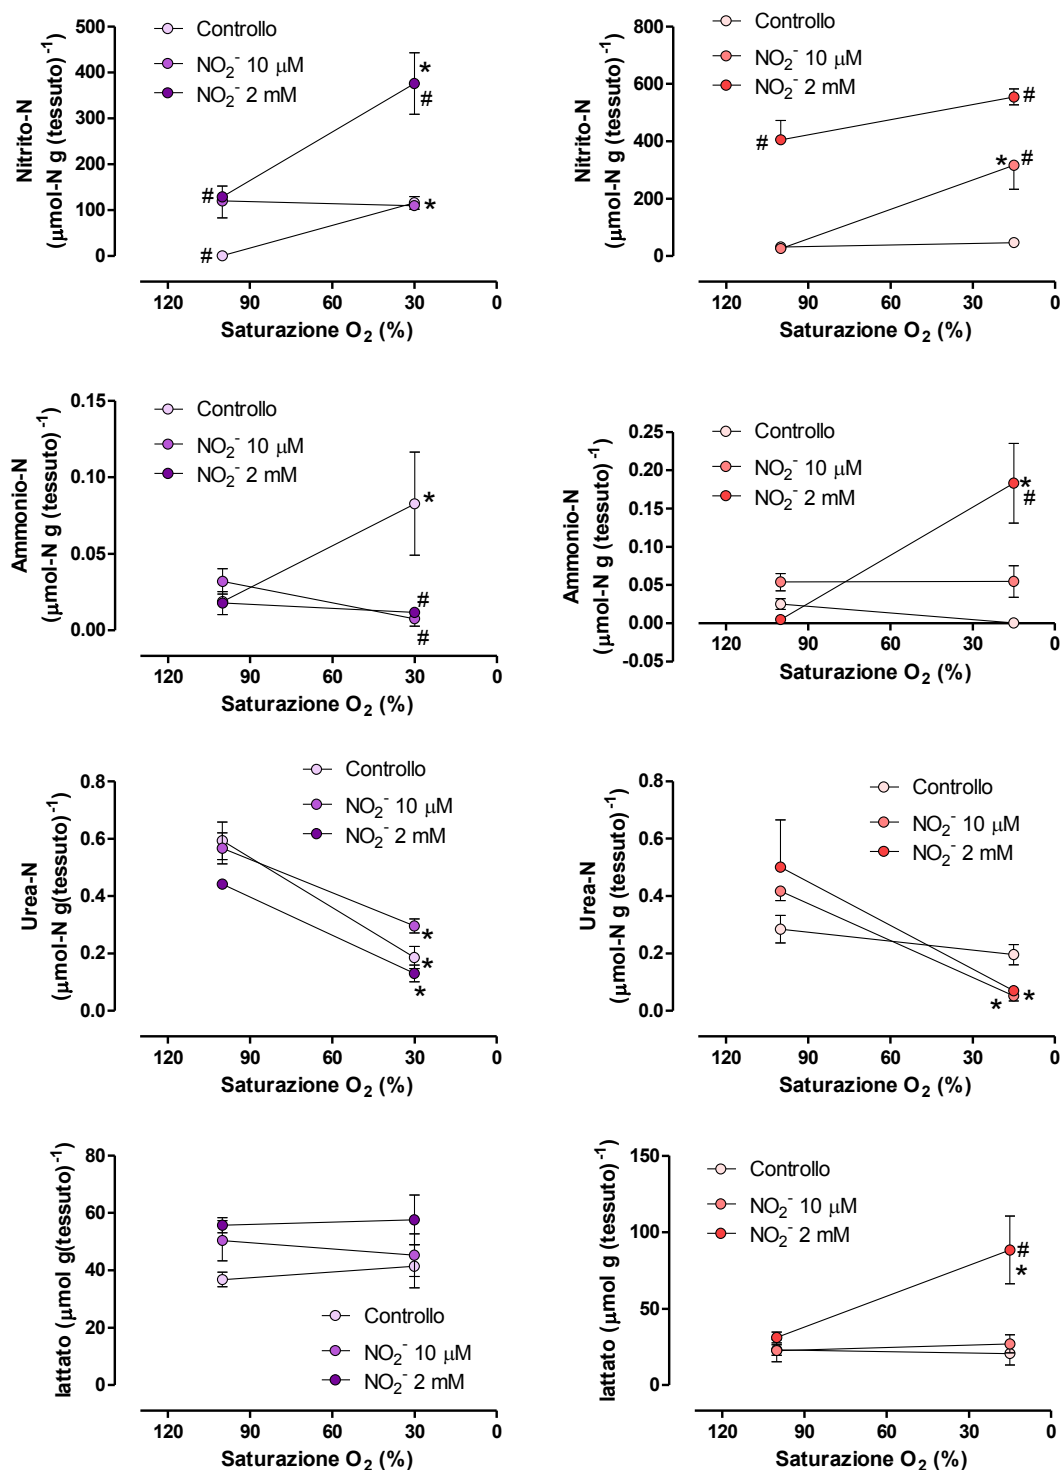 Nitrito-N
(μmol-N g (tessuto)⁻¹
500
400
300
200
100
0
Controllo
NO₂⁻ 10 μM
NO₂⁻ 2 mM
#
#
*
#
*
120 90 60 30 0
Saturazione O₂ (%)
Nitrito-N
(μmol-N g (tessuto)⁻¹
800
600
400
200
0
Controllo
NO₂⁻ 10 μM
NO₂⁻ 2 mM
#
#
*
#
120 90 60 30 0
Saturazione O₂ (%)
Ammonio-N
(μmol-N g (tessuto)⁻¹
0.15
0.10
0.05
0.00
Controllo
NO₂⁻ 10 μM
NO₂⁻ 2 mM
*
#
#
120 90 60 30 0
Saturazione O₂ (%)
Ammonio-N
(μmol-N g (tessuto)⁻¹
0.25
0.20
0.15
0.10
0.05
0.00
-0.05
Controllo
NO₂⁻ 10 μM
NO₂⁻ 2 mM
*
#
120 90 60 30 0
Saturazione O₂ (%)
Urea-N
(μmol-N g(tessuto)⁻¹
0.8
0.6
0.4
0.2
0.0
Controllo
NO₂⁻ 10 μM
NO₂⁻ 2 mM
*
*
*
120 90 60 30 0
Saturazione O₂ (%)
Urea-N
(μmol-N g (tessuto)⁻¹
0.8
0.6
0.4
0.2
0.0
Controllo
NO₂⁻ 10 μM
NO₂⁻ 2 mM
* *
120 90 60 30 0
Saturazione O₂ (%)
lattato (μmol g(tessuto)⁻¹
80
60
40
20
0
Controllo
NO₂⁻ 10 μM
NO₂⁻ 2 mM
120 90 60 30 0
Saturazione O₂ (%)
lattato (μmol g (tessuto)⁻¹
150
100
50
0
Controllo
NO₂⁻ 10 μM
NO₂⁻ 2 mM
#
*
120 90 60 30 0
Saturazione O₂ (%)